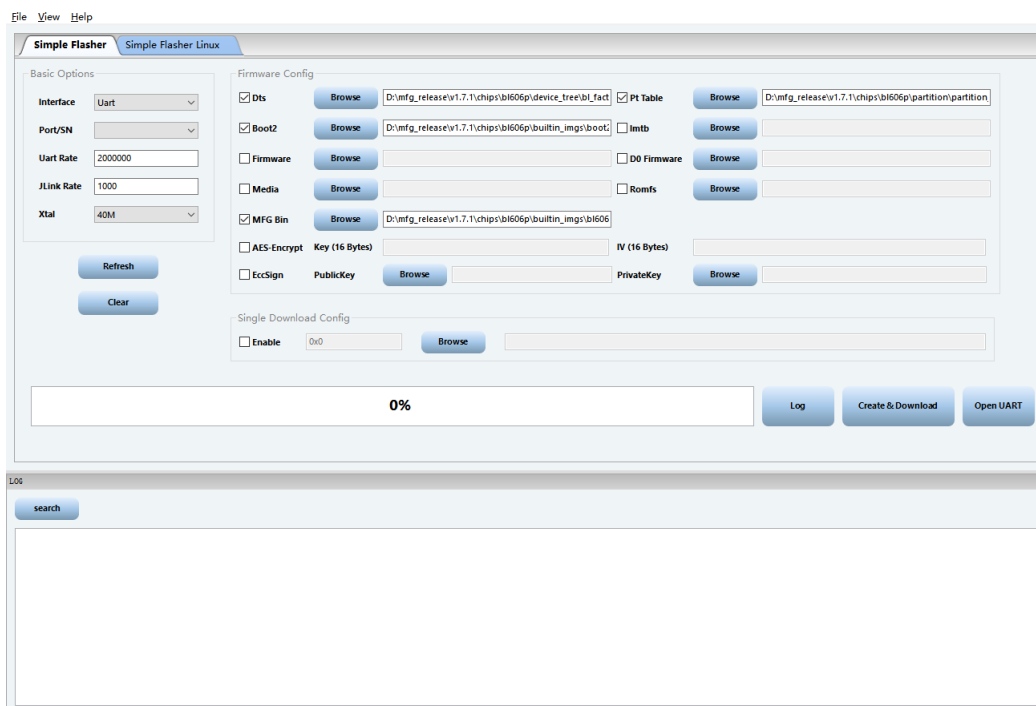 File View Help
Simple Flasher Simple Flasher Linux
Basic Options
Interface Uart
Port/SN
Uart Rate 2000000
JLink Rate 1000
Xtal 40M
Refresh
Clear
Firmware Config
Dts Browse D:\mfg_release\v1.7.1\chips\bl606p\device_tree\bl_fact Pt Table Browse D:\mfg_release\v1.7.1\chips\bl606p\partition\partition_
Boot2 Browse D:\mfg_release\v1.7.1\chips\bl606p\builtin_imgs\boot2 Imtb
Firmware Browse D0 Firmware Browse
Media Browse Romfs Browse
MFG Bin Browse D:\mfg_release\v1.7.1\chips\bl606p\builtin_imgs\bl606
AES-Encrypt Key (16 Bytes) IV (16 Bytes)
EccSign PublicKey Browse PrivateKey Browse
Single Download Config
Enable 0x0 Browse
0% Log Create & Download Open UART
Log
search